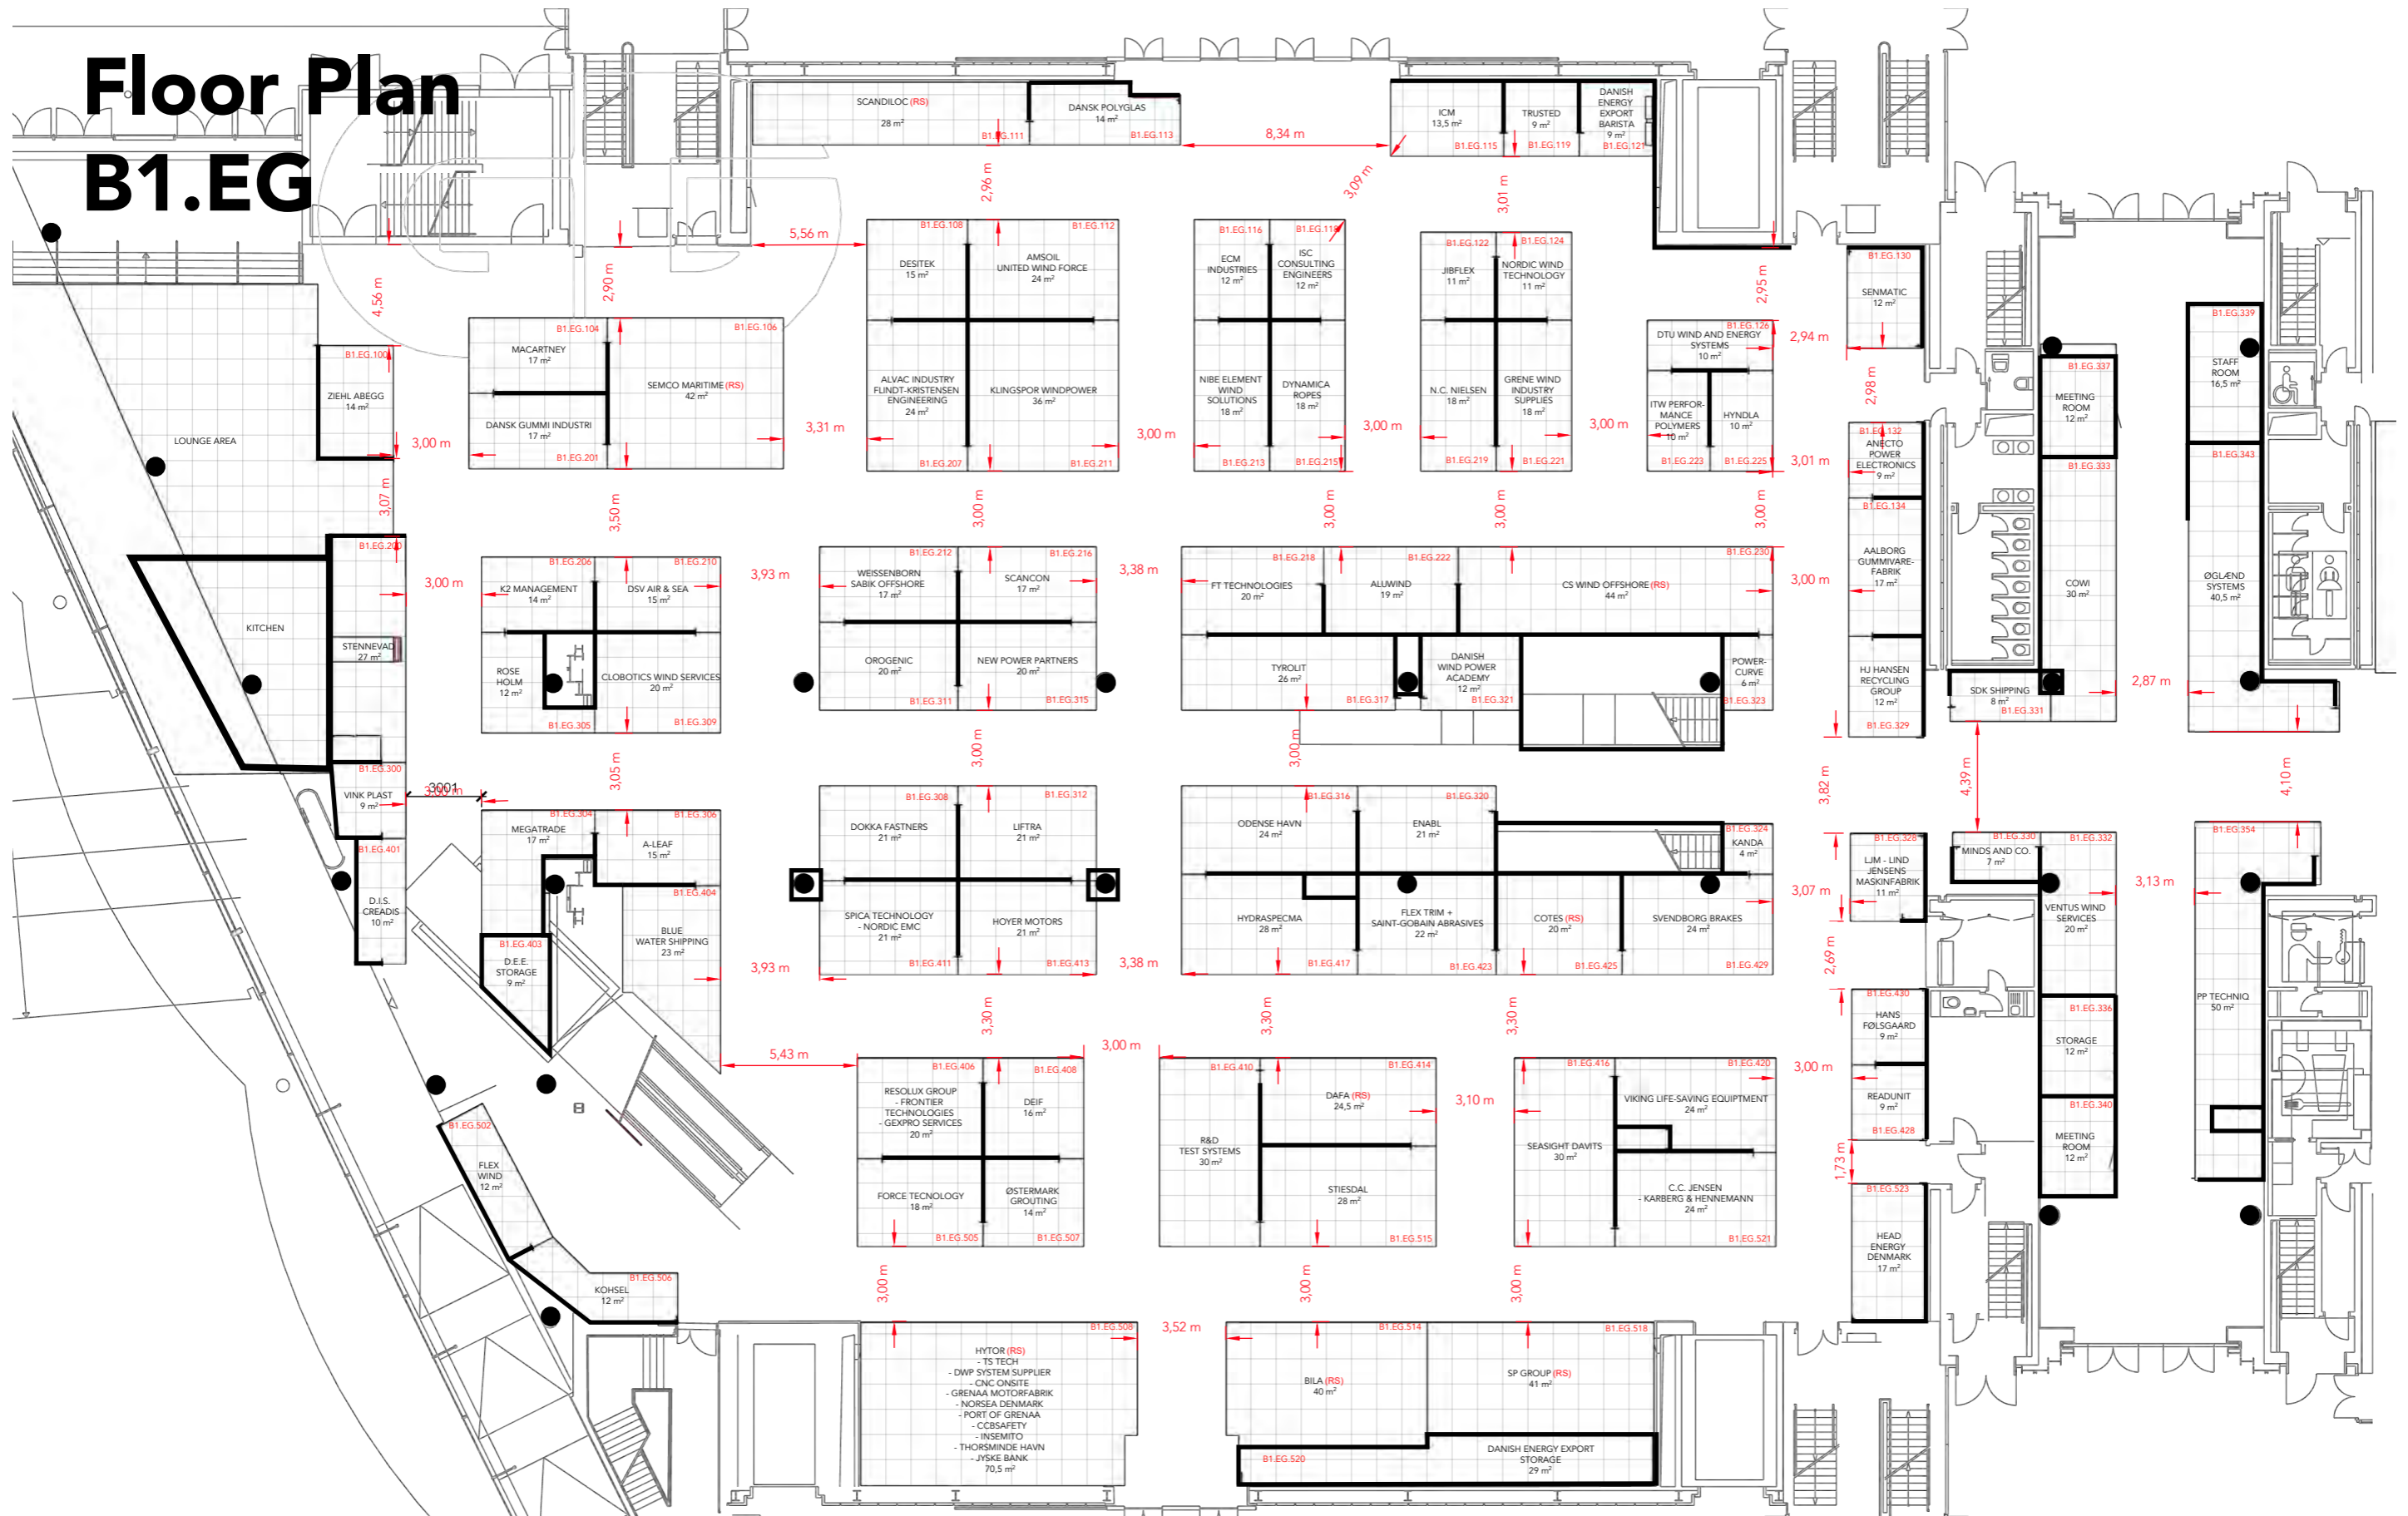 Floor Plan
B1.EG
SCANDILOC (RS)
28 m²
B1.EG.111
DANSK POLYGLAS
14 m²
B1.EG.113
8,34 m
ICM
13,5 m²
B1.EG.115
TRUSTED
9 m²
B1.EG.119
DANISH
ENERGY
EXPORT
BARISTA
9 m²
B1.EG.121
2,96 m
3,09 m
3,01 m
4,56 m
2,90 m
5,56 m
2,95 m
B1.EG.108
DESITEK
15 m²
B1.EG.112
AMSOIL
UNITED WIND FORCE
24 m²
B1.EG.116
ECM
INDUSTRIES
12 m²
ISC
CONSULTING
ENGINEERS
12 m²
B1.EG.122
JIBFLEX
11 m²
B1.EG.124
NORDIC WIND
TECHNOLOGY
11 m²
B1.EG.130
SENMATIC
12 m²
B1.EG.339
STAFF
ROOM
16,5 m²
B1.EG.100
ZIEHL ABEGG
14 m²
LOUNGE AREA
B1.EG.104
MACARTNEY
17 m²
B1.EG.106
SEMCO MARITIME (RS)
42 m²
DANSK GUMMI INDUSTRI
17 m²
B1.EG.201
ALVAC INDUSTRY
FLINDT-KRISTENSEN
ENGINEERING
24 m²
B1.EG.207
KLINGSPOR WINDPOWER
36 m²
B1.EG.211
NIBE ELEMENT
WIND
SOLUTIONS
18 m²
B1.EG.213
DYNAMICA
ROPES
18 m²
B1.EG.215
N.C. NIELSEN
18 m²
B1.EG.219
GRENE WIND
INDUSTRY
SUPPLIES
18 m²
B1.EG.221
B1.EG.126
DTU WIND AND ENERGY
SYSTEMS
10 m²
ITW PERFOR-
MANCE
POLYMERS
10 m²
B1.EG.223
HYNDLA
10 m²
B1.EG.225
2,94 m
2,98 m
B1.EG.337
MEETING
ROOM
12 m²
3,00 m
3,31 m
3,00 m
3,00 m
3,00 m
3,01 m
B1.EG.132
ANECTO
POWER
ELECTRONICS
9 m²
B1.EG.333
COWI
30 m²
B1.EG.343
ØGLÆND
SYSTEMS
40,5 m²
3,07 m
3,50 m
3,00 m
3,00 m
3,00 m
3,00 m
B1.EG.134
AALBORG
GUMMIVARE-
FABRIK
17 m²
B1.EG.200
STENNEVAD
27 m²
KITCHEN
3,00 m
B1.EG.206
K2 MANAGEMENT
14 m²
B1.EG.210
DSV AIR & SEA
15 m²
3,93 m
B1.EG.212
WEISSENBORN
SABIK OFFSHORE
17 m²
B1.EG.216
SCANCON
17 m²
3,38 m
B1.EG.218
FT TECHNOLOGIES
20 m²
B1.EG.222
ALUWIND
19 m²
B1.EG.230
CS WIND OFFSHORE (RS)
44 m²
3,00 m
ROSE
HOLM
12 m²
B1.EG.305
CLOBOTICS WIND SERVICES
20 m²
B1.EG.309
OROGENIC
20 m²
B1.EG.311
NEW POWER PARTNERS
20 m²
B1.EG.315
TYROLIT
26 m²
B1.EG.317
DANISH
WIND POWER
ACADEMY
12 m²
B1.EG.321
POWER-
CURVE
6 m²
B1.EG.323
HJ HANSEN
RECYCLING
GROUP
12 m²
B1.EG.329
SDK SHIPPING
8 m²
B1.EG.331
2,87 m
3,05 m
3,00 m
3,00 m
3,82 m
4,39 m
4,10 m
B1.EG.300
VINK PLAST
9 m²
3001
3,00 m
B1.EG.304
MEGATRADE
17 m²
B1.EG.306
A-LEAF
15 m²
B1.EG.308
DOKKA FASTNERS
21 m²
B1.EG.312
LIFTRA
21 m²
B1.EG.316
ODENSE HAVN
24 m²
B1.EG.320
ENABL
21 m²
B1.EG.324
KANDA
4 m²
B1.EG.328
LJM - LIND
JENSENS
MASKINFABRIK
11 m²
B1.EG.330
MINDS AND CO.
7 m²
B1.EG.332
VENTUS WIND
SERVICES
20 m²
3,13 m
B1.EG.354
PP TECHNIQ
50 m²
B1.EG.401
D.I.S.
CREADIS
10 m²
B1.EG.403
D.E.E.
STORAGE
9 m²
B1.EG.404
BLUE
WATER SHIPPING
23 m²
3,93 m
SPICA TECHNOLOGY
- NORDIC EMC
21 m²
B1.EG.411
HOYER MOTORS
21 m²
B1.EG.413
3,38 m
HYDRASPECMA
28 m²
B1.EG.417
FLEX TRIM +
SAINT-GOBAIN ABRASIVES
22 m²
B1.EG.423
COTES (RS)
20 m²
B1.EG.425
SVENDBORG BRAKES
24 m²
B1.EG.429
3,07 m
2,69 m
3,30 m
3,30 m
3,30 m
B1.EG.430
HANS
FØLSGAARD
9 m²
B1.EG.336
STORAGE
12 m²
5,43 m
3,00 m
B1.EG.406
RESOLUX GROUP
- FRONTIER
TECHNOLOGIES
- GEXPRO SERVICES
20 m²
B1.EG.408
DEIF
16 m²
B1.EG.410
R&D
TEST SYSTEMS
30 m²
B1.EG.414
DAFA (RS)
24,5 m²
3,10 m
B1.EG.416
SEASIGHT DAVITS
30 m²
B1.EG.420
VIKING LIFE-SAVING EQUIPTMENT
24 m²
3,00 m
READUNIT
9 m²
B1.EG.428
B1.EG.340
MEETING
ROOM
12 m²
1,73 m
B1.EG.502
FLEX
WIND
12 m²
FORCE TECNOLOGY
18 m²
B1.EG.505
ØSTERMARK
GROUTING
14 m²
B1.EG.507
STIESDAL
28 m²
B1.EG.515
C.C. JENSEN
- KARBERG & HENNEMANN
24 m²
B1.EG.521
B1.EG.523
HEAD
ENERGY
DENMARK
17 m²
B1.EG.506
KOHSEL
12 m²
3,00 m
3,00 m
3,00 m
B1.EG.508
HYTOR (RS)
- TS TECH
- DWP SYSTEM SUPPLIER
- CNC ONSITE
- GRENAA MOTORFABRIK
- NORSEA DENMARK
- PORT OF GRENAA
- CCBSAFETY
- INSEMITO
- THORSMINDE HAVN
- JYSKE BANK
70,5 m²
3,52 m
B1.EG.514
BILA (RS)
40 m²
B1.EG.518
SP GROUP (RS)
41 m²
B1.EG.520
DANISH ENERGY EXPORT
STORAGE
29 m²